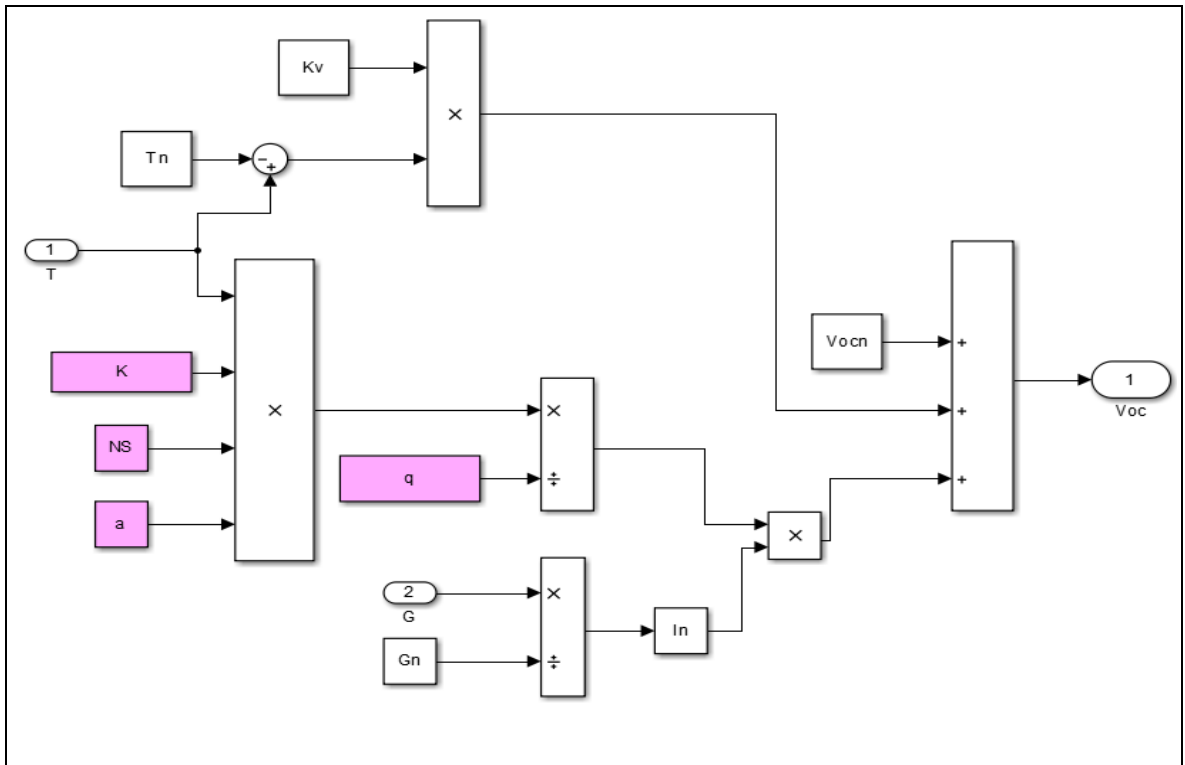 Kv
×
Tn
−
+
1
T
K
NS
a
×
×
q
÷
2
G
Gn
×
÷
ln
×
Vocn
+
+
+
1
Voc